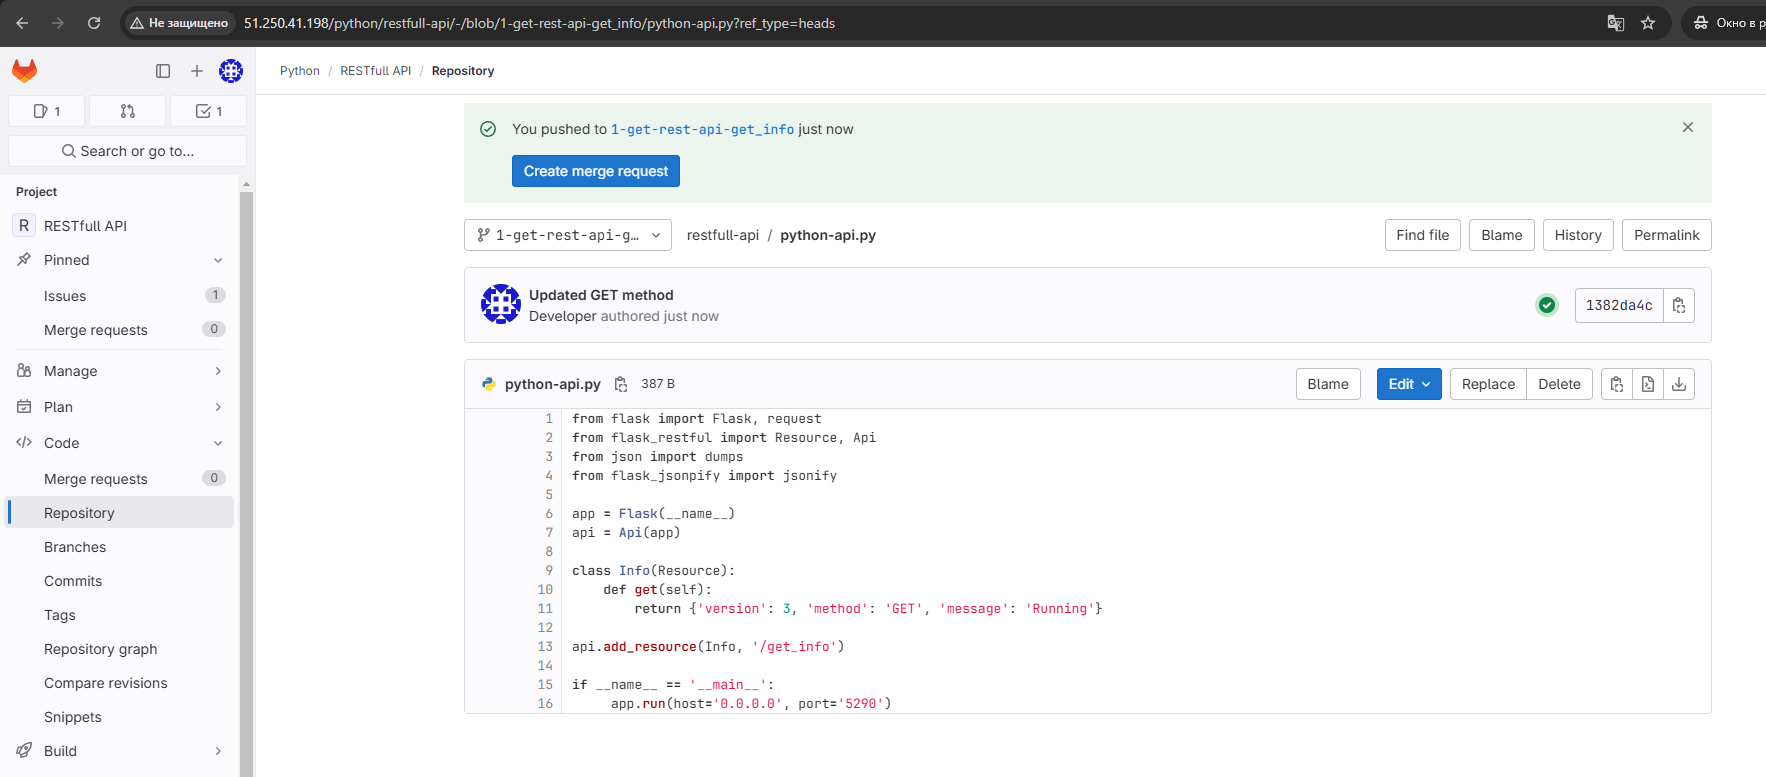 Не защищено 51.250.41.198/python/restfull-api/-/blob/1-get-rest-api-get_info/python-api.py?ref_type=heads
Окно в р
Python / RESTfull API / Repository
1
1
Search or go to...
Project
R RESTfull API
Pinned
Issues 1
Merge requests 0
Manage
Plan
Code
Merge requests 0
Repository
Branches
Commits
Tags
Repository graph
Compare revisions
Snippets
Build
You pushed to 1-get-rest-api-get_info just now
Create merge request
1-get-rest-api-g… restfull-api / python-api.py
Find file Blame History Permalink
Updated GET method
Developer authored just now
1382da4c
python-api.py 387 B
Blame Edit Replace Delete
1 from flask import Flask, request
2 from flask_restful import Resource, Api
3 from json import dumps
4 from flask_jsonpify import jsonify
5
6 app = Flask(__name__)
7 api = Api(app)
8
9 class Info(Resource):
10     def get(self):
11         return {'version': 3, 'method': 'GET', 'message': 'Running'}
12
13 api.add_resource(Info, '/get_info')
14
15 if __name__ == '__main__':
16      app.run(host='0.0.0.0', port='5290')